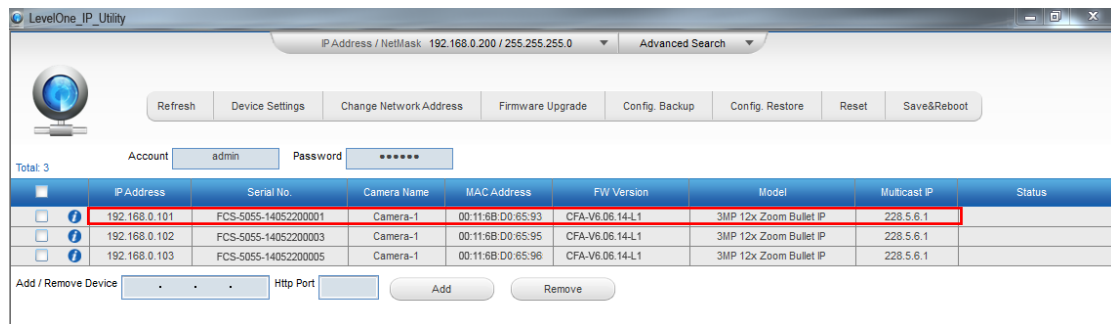 LevelOne_IP_Utility
IP Address / NetMask 192.168.0.200 / 255.255.255.0 Advanced Search
Refresh Device Settings Change Network Address Firmware Upgrade Config. Backup Config. Restore Reset Save&Reboot
Account admin Password ••••••
Total: 3
IP Address Serial No. Camera Name MAC Address FW Version Model Multicast IP Status
192.168.0.101 FCS-5055-14052200001 Camera-1 00:11:6B:D0:65:93 CFA-V6.06.14-L1 3MP 12x Zoom Bullet IP 228.5.6.1
192.168.0.102 FCS-5055-14052200003 Camera-1 00:11:6B:D0:65:95 CFA-V6.06.14-L1 3MP 12x Zoom Bullet IP 228.5.6.1
192.168.0.103 FCS-5055-14052200005 Camera-1 00:11:6B:D0:65:96 CFA-V6.06.14-L1 3MP 12x Zoom Bullet IP 228.5.6.1
Add / Remove Device . . . Http Port Add Remove